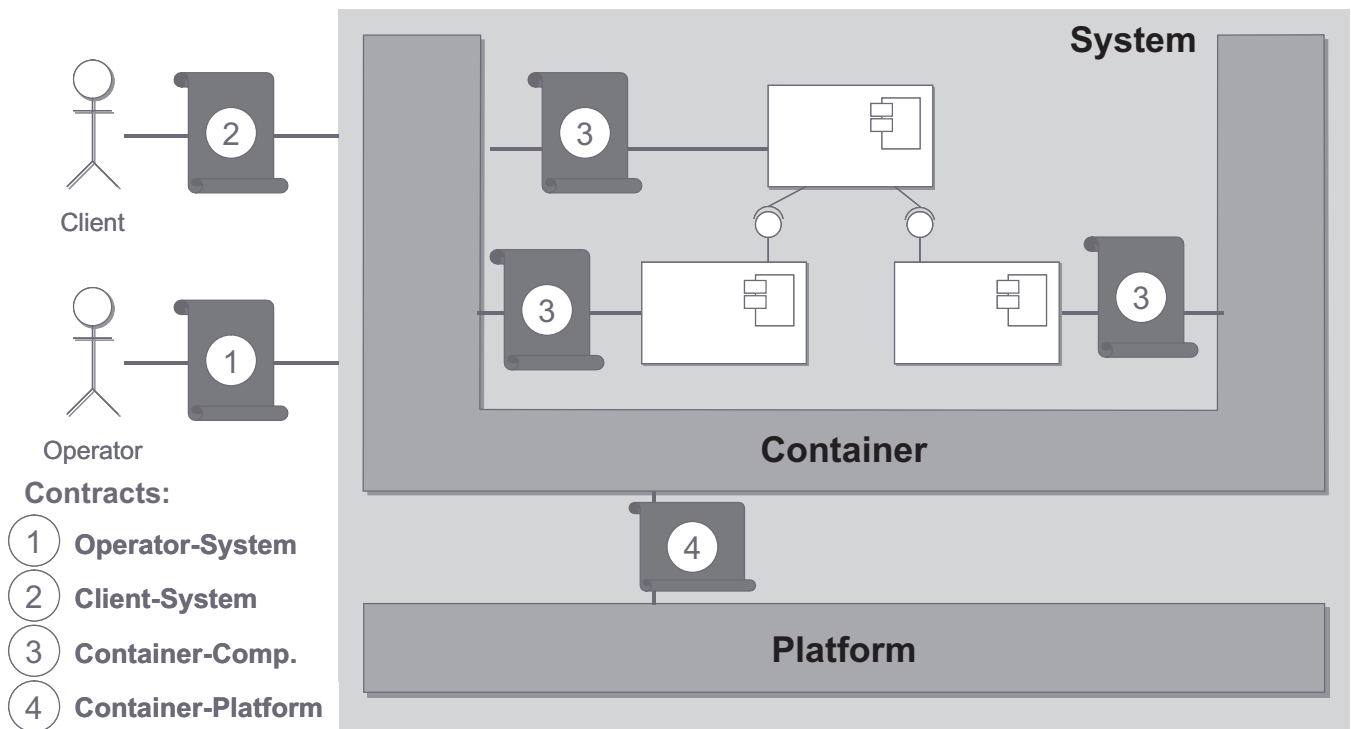 System
2
3
Client
3
3
1
Operator
Container
Contracts:
1 Operator-System
4
2 Client-System
3 Container-Comp.
Platform
4 Container-Platform